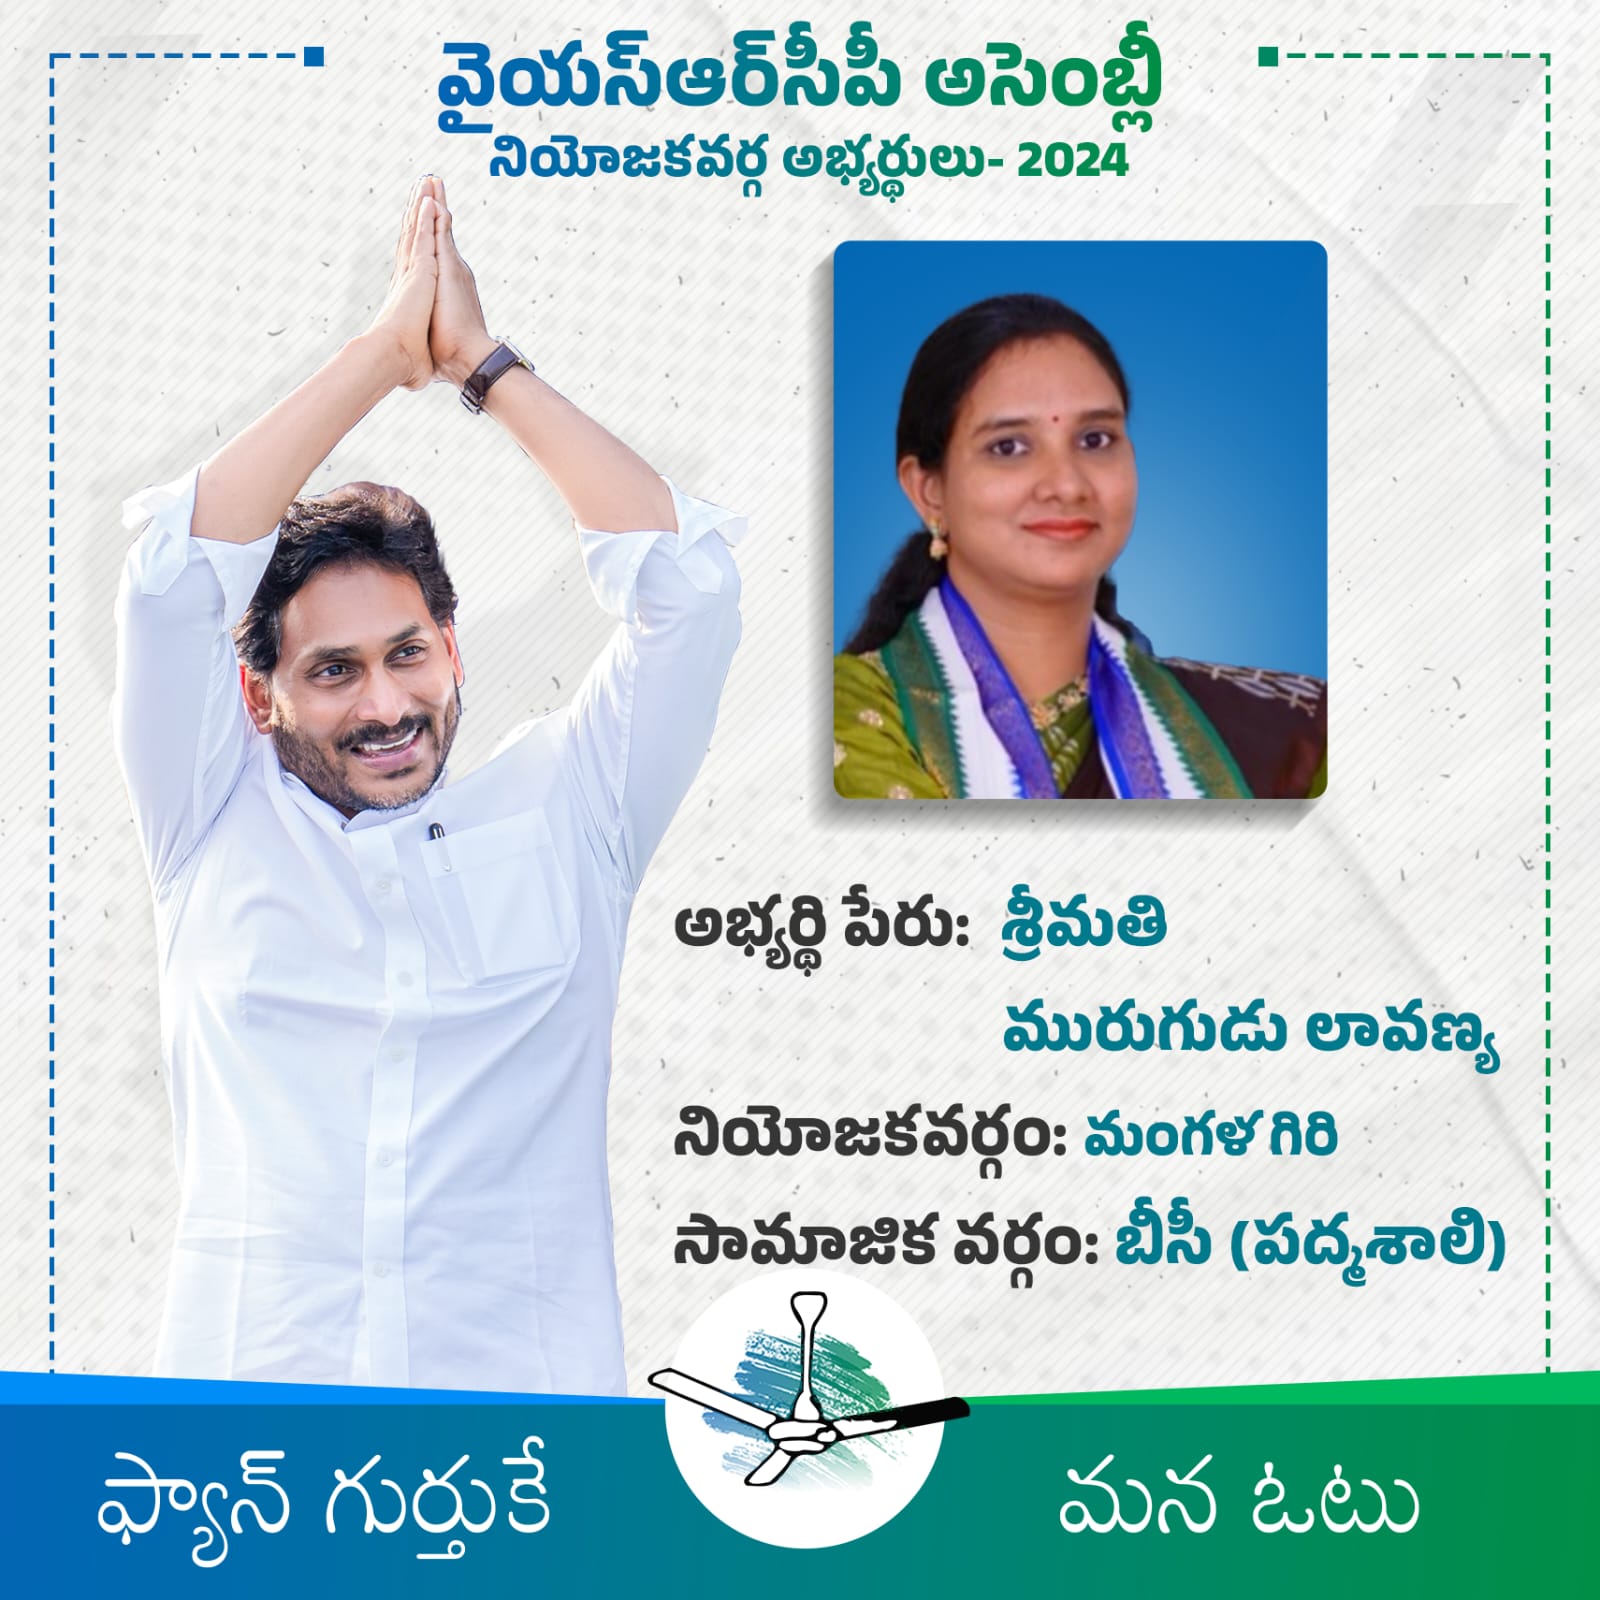 వైయస్ఆర్‌సీపీ అసెంబ్లీ
నియోజకవర్గ అభ్యర్థులు- 2024
అభ్యర్థి పేరు: శ్రీమతి
మురుగుడు లావణ్య
నియోజకవర్గం: మంగళగిరి
సామాజిక వర్గం: బీసీ (పద్మశాలి)
ఫ్యాన్ గుర్తుకే మన ఓటు